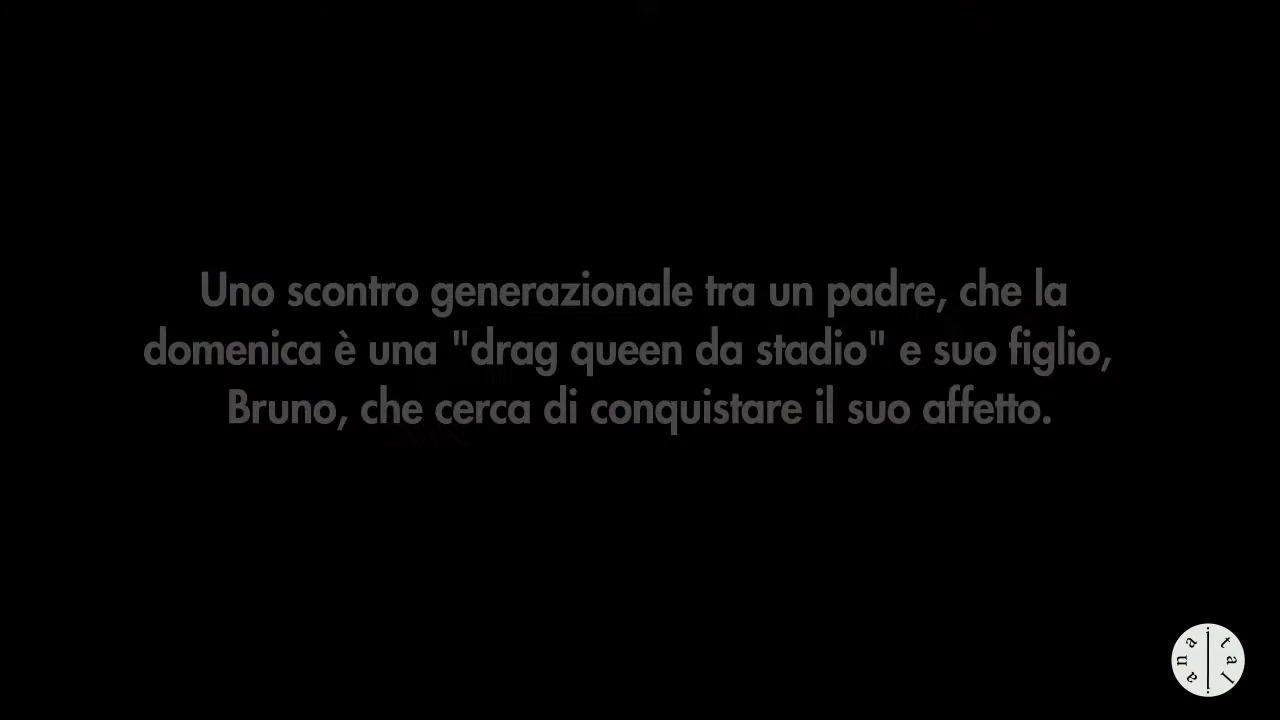 Uno scontro generazionale tra un padre, che la
domenica è una "drag queen da stadio" e suo figlio,
Bruno, che cerca di conquistare il suo affetto.
italiana